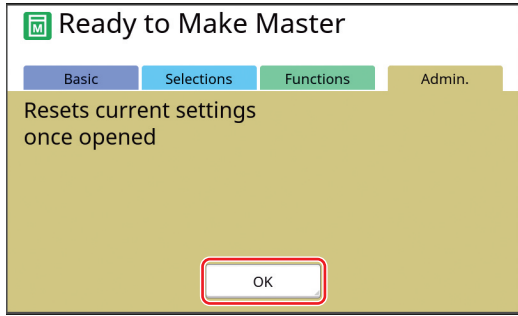 M
Ready to Make Master
Basic
Selections
Functions
Admin.
Resets current settings
once opened
OK